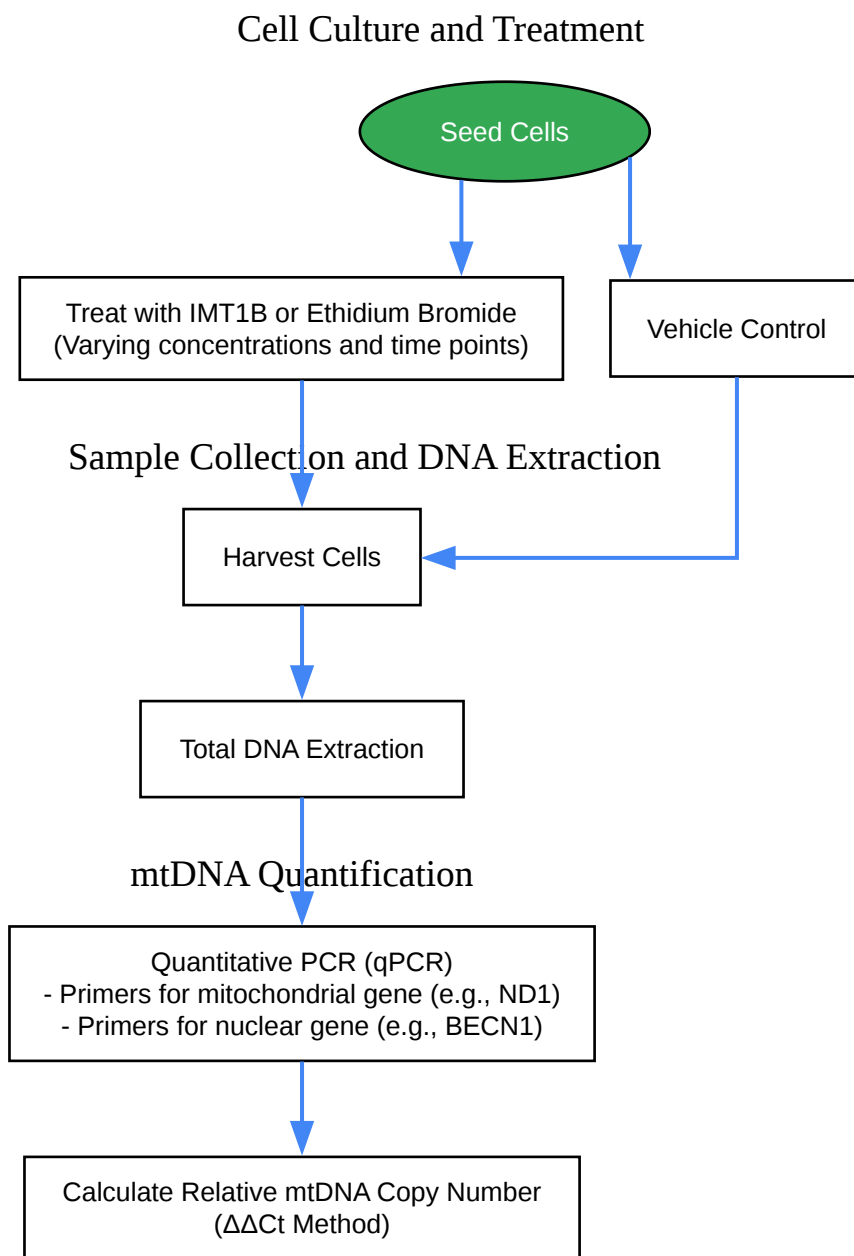 Cell Culture and Treatment
Seed Cells
Treat with IMT1B or Ethidium Bromide
(Varying concentrations and time points)
Vehicle Control
Sample Collection and DNA Extraction
Harvest Cells
Total DNA Extraction
mtDNA Quantification
Quantitative PCR (qPCR)
- Primers for mitochondrial gene (e.g., ND1)
- Primers for nuclear gene (e.g., BECN1)
Calculate Relative mtDNA Copy Number
(ΔΔCt Method)